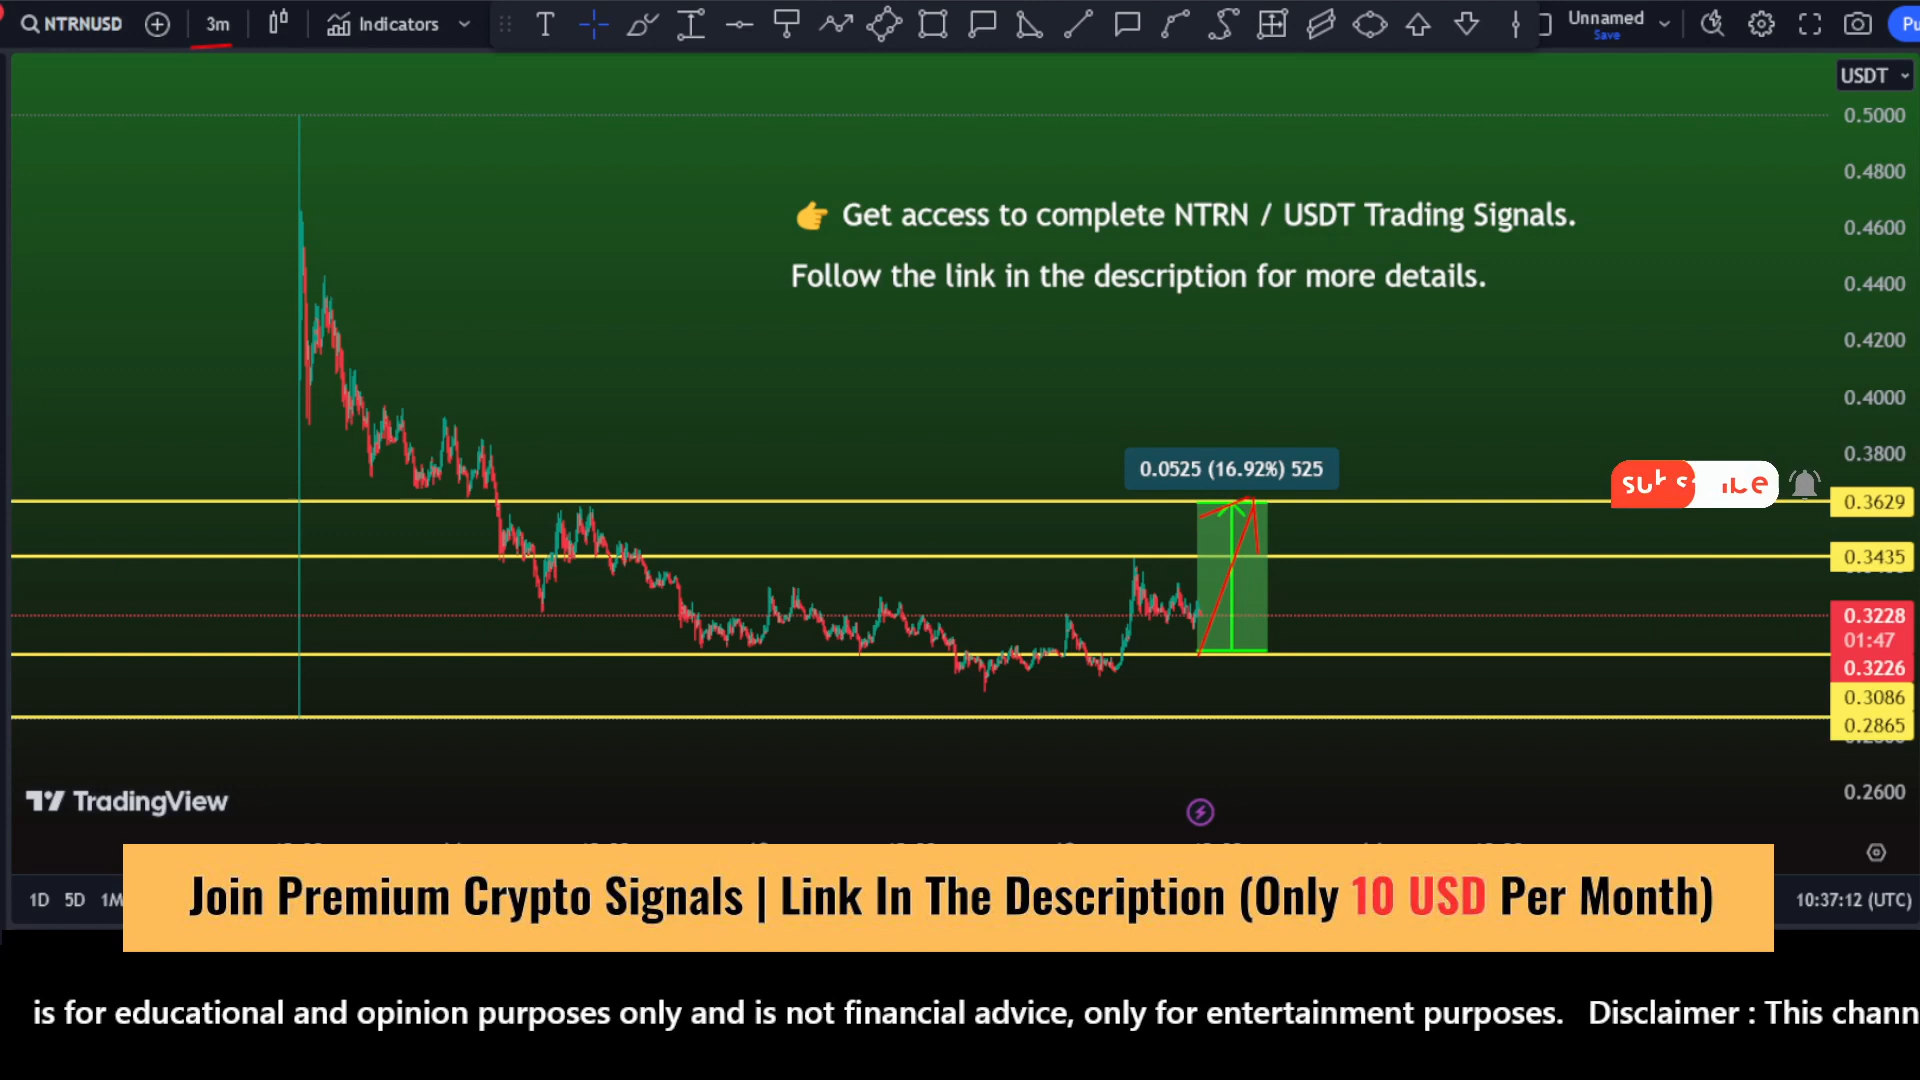 NTRNUSD
3m
Indicators
Unnamed
Save
Pu
USDT
0.5000
0.4800
👉 Get access to complete NTRN / USDT Trading Signals.
0.4600
Follow the link in the description for more details.
0.4400
0.4200
0.4000
0.3800
0.0525 (16.92%) 525
0.3629
0.3435
0.3228
01:47
0.3226
0.3086
0.2865
0.2600
TradingView
1D 5D 1M
10:37:12 (UTC)
Join Premium Crypto Signals | Link In The Description (Only 10 USD Per Month)
is for educational and opinion purposes only and is not financial advice, only for entertainment purposes. Disclaimer : This chann